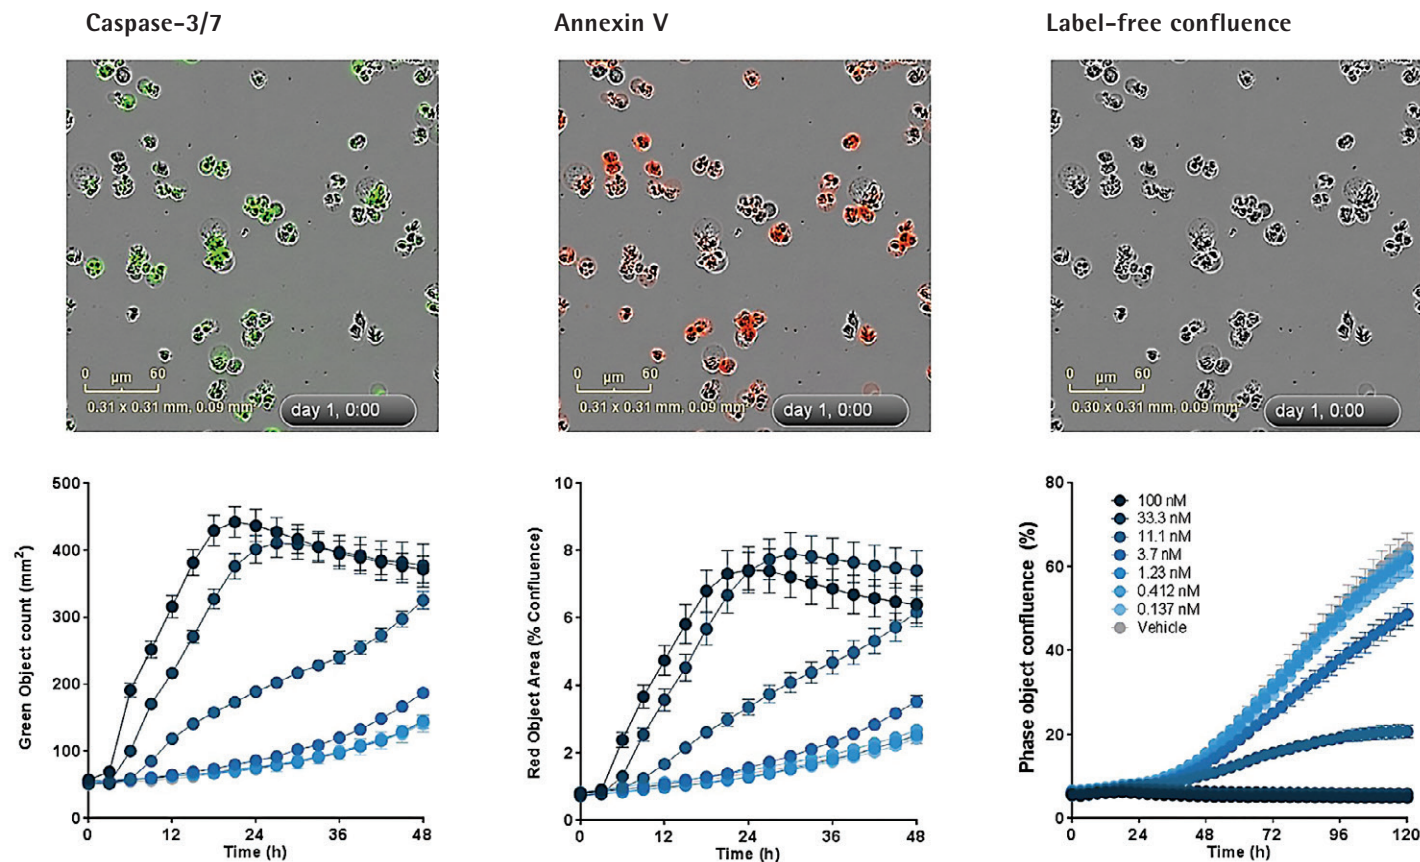 Caspase-3/7
Annexin V
Label-free confluence
0 µm 60
0.31 x 0.31 mm, 0.09 mm²
day 1, 0:00
0 µm 60
0.31 x 0.31 mm, 0.09 mm²
day 1, 0:00
0 µm 60
0.30 x 0.31 mm, 0.09 mm²
day 1, 0:00
Green Object count (mm²)
500
400
300
200
100
0
0 12 24 36 48
Time (h)
Red Object Area (% Confluence)
10
8
6
4
2
0
0 12 24 36 48
Time (h)
Phase object confluence (%)
80
60
40
20
0
100 nM
33.3 nM
11.1 nM
3.7 nM
1.23 nM
0.412 nM
0.137 nM
Vehicle
0 24 48 72 96 120
Time (h)